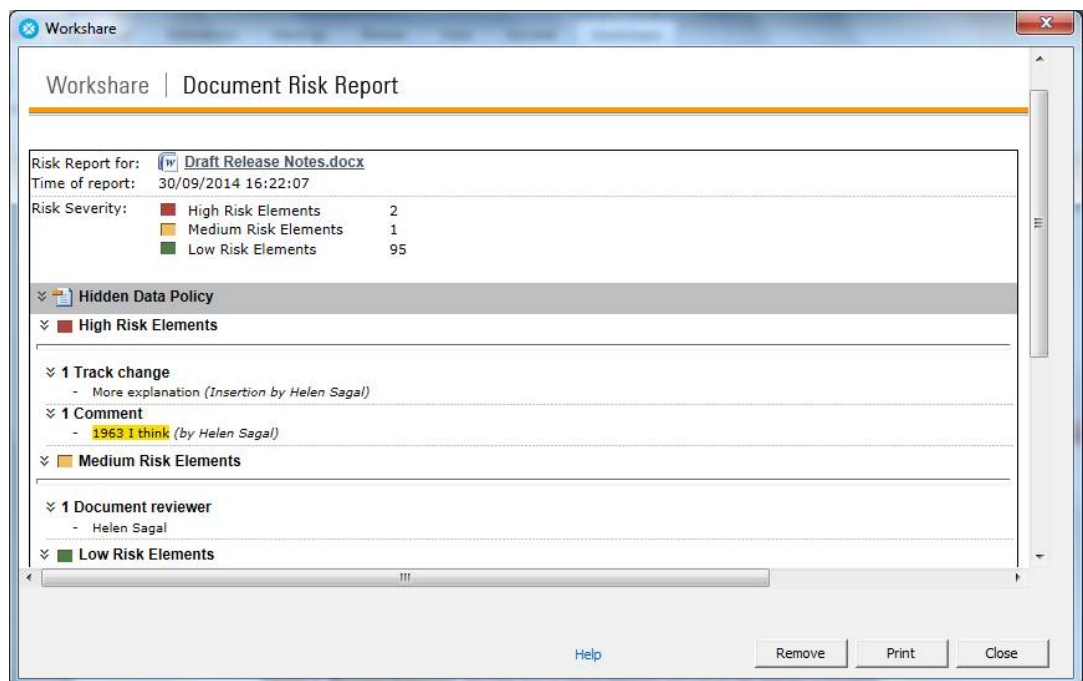 Workshare
Workshare | Document Risk Report
Risk Report for: Draft Release Notes.docx
Time of report: 30/09/2014 16:22:07
Risk Severity: High Risk Elements 2
Medium Risk Elements 1
Low Risk Elements 95
Hidden Data Policy
High Risk Elements
1 Track change
- More explanation (Insertion by Helen Sagal)
1 Comment
- 1963 I think (by Helen Sagal)
Medium Risk Elements
1 Document reviewer
- Helen Sagal
Low Risk Elements
Help Remove Print Close